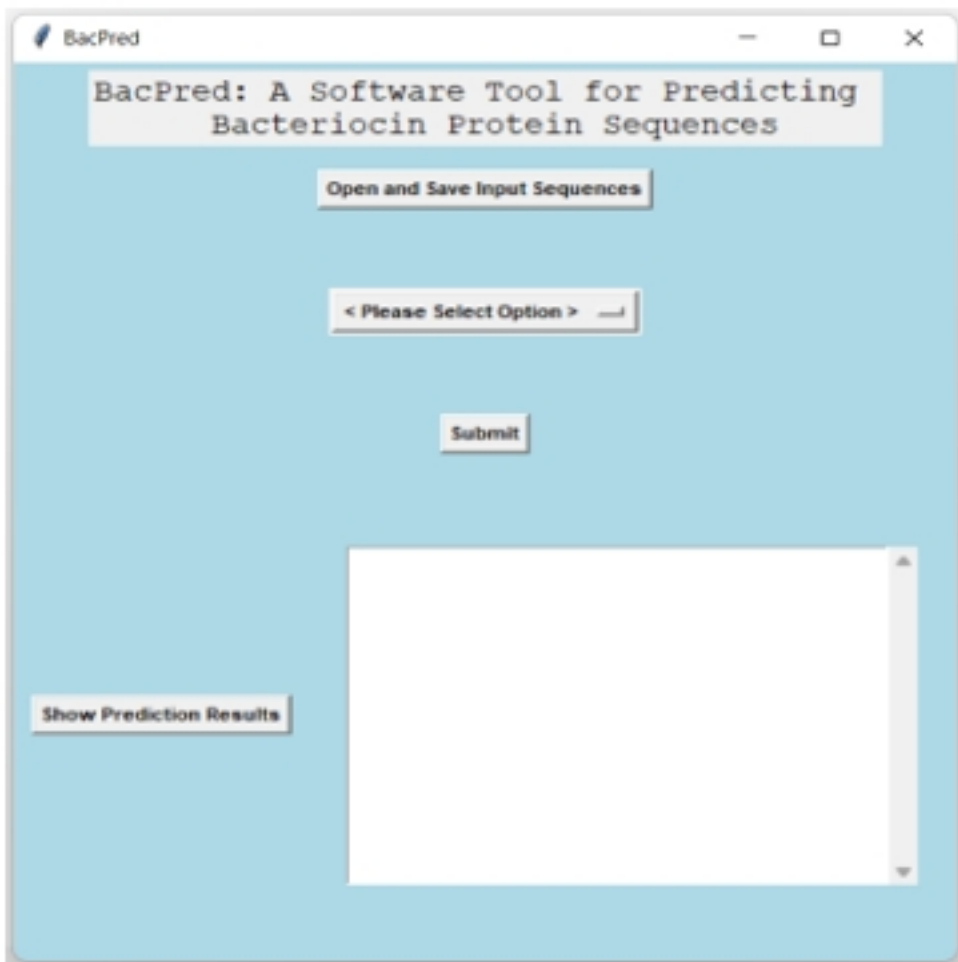 BacPred
BacPred: A Software Tool for Predicting
Bacteriocin Protein Sequences
Open and Save Input Sequences
< Please Select Option >
Submit
Show Prediction Results